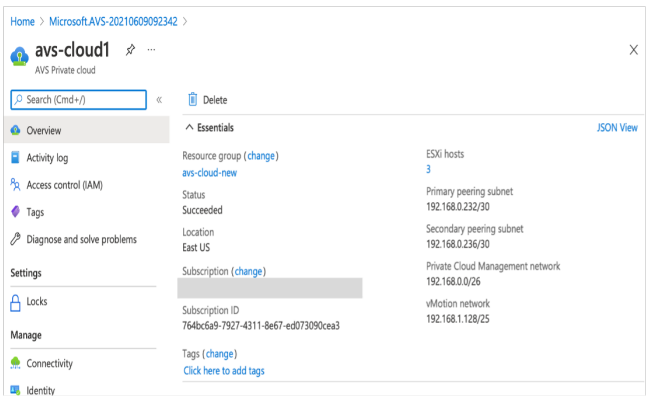 Home > Microsoft.AVS-20210609092342 >
avs-cloud1
AVS Private cloud
Search (Cmd+/)
Overview
Activity log
Access control (IAM)
Tags
Diagnose and solve problems
Settings
Locks
Manage
Connectivity
Identity
Delete
Essentials
JSON View
Resource group (change)
avs-cloud-new
Status
Succeeded
Location
East US
Subscription (change)
Subscription ID
764bc6a9-7927-4311-8e67-ed073090cea3
Tags (change)
Click here to add tags
ESXi hosts
3
Primary peering subnet
192.168.0.232/30
Secondary peering subnet
192.168.0.236/30
Private Cloud Management network
192.168.0.0/26
vMotion network
192.168.1.128/25